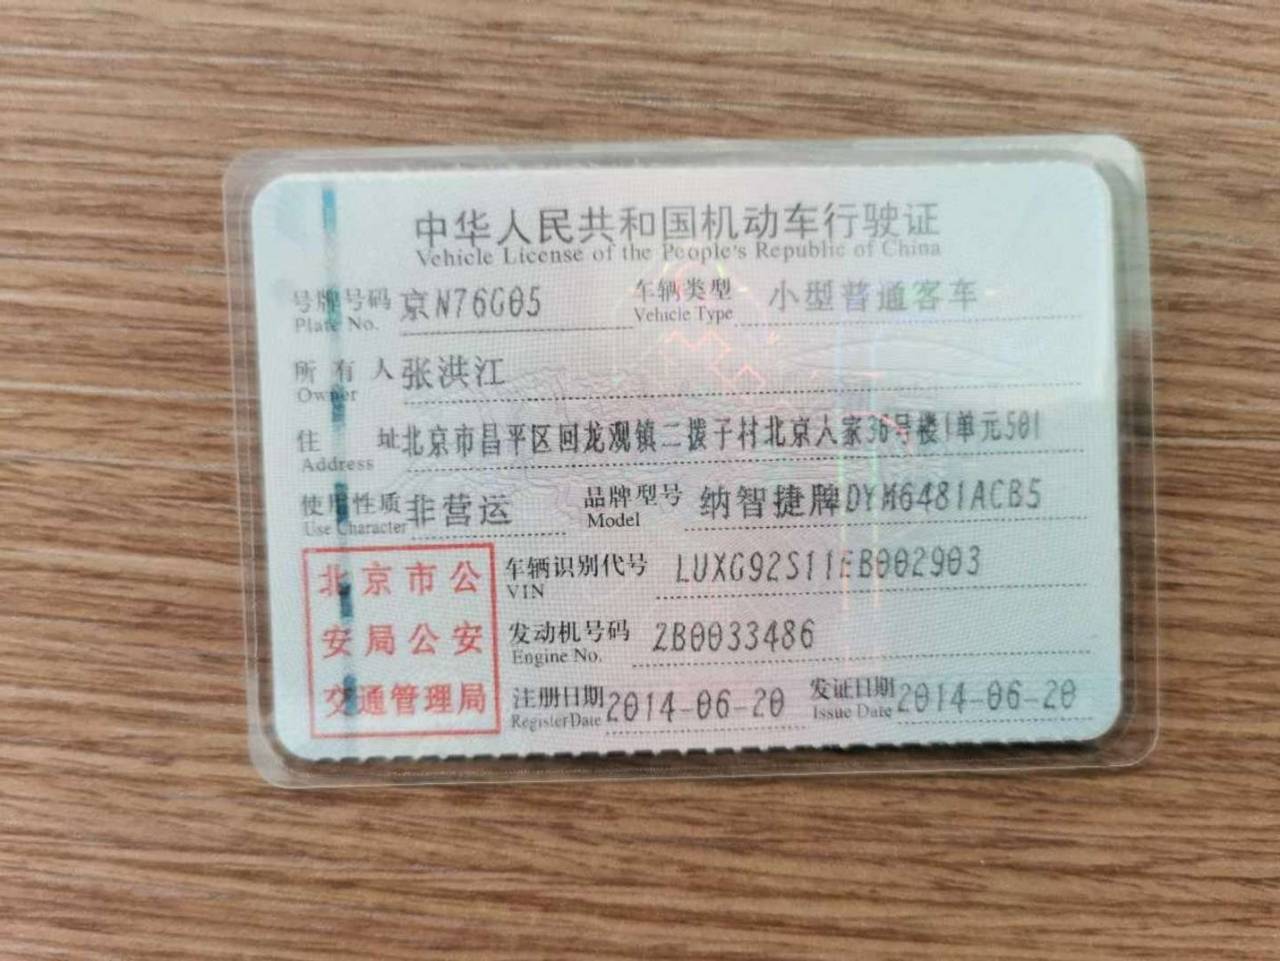 中华人民共和国机动车行驶证
Vehicle License of the People's Republic of China
号牌号码 京N76G05 车辆类型 小型普通客车
Plate No. Vehicle Type
所有人 张洪江
Owner
住址 北京市昌平区回龙观镇二拨子村北京人家36号楼1单元501
Address
使用性质 非营运 品牌型号 纳智捷牌DYM6481ACB5
Use Character Model
北京市公安局公安交通管理局
车辆识别代号 LUXG92S11EB002903
VIN
发动机号码 2B0033486
Engine No.
注册日期 2014-06-20 发证日期 2014-06-20
Register Date Issue Date